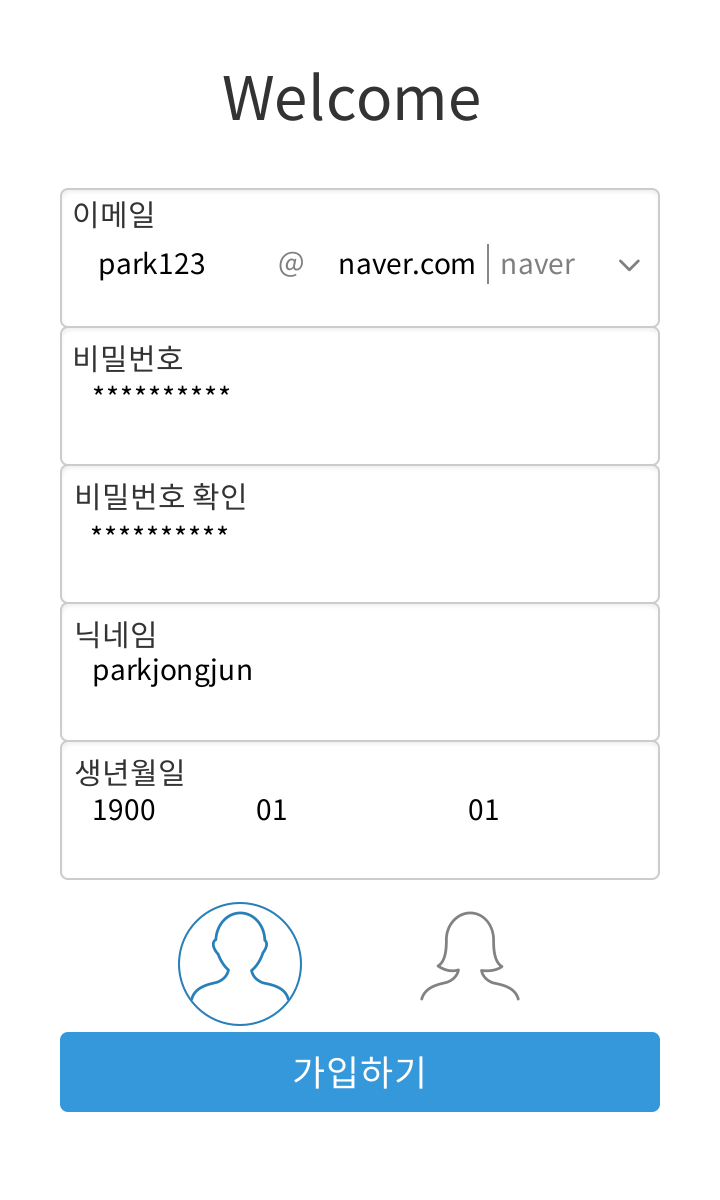 Welcome
이메일
park123 @ naver.com naver
비밀번호
**********
비밀번호 확인
**********
닉네임
parkjongjun
생년월일
1900 01 01
가입하기